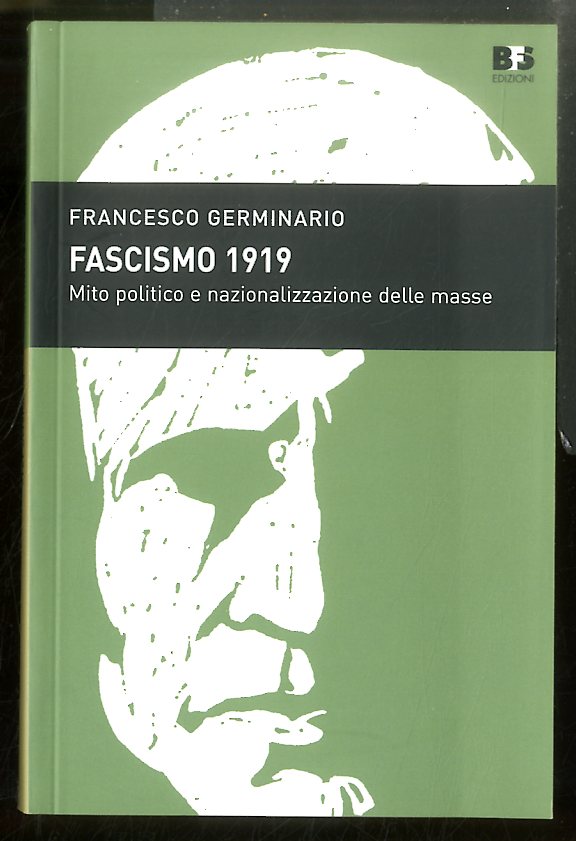 BFS
EDIZIONI
FRANCESCO GERMINARIO
FASCISMO 1919
Mito politico e nazionalizzazione delle masse